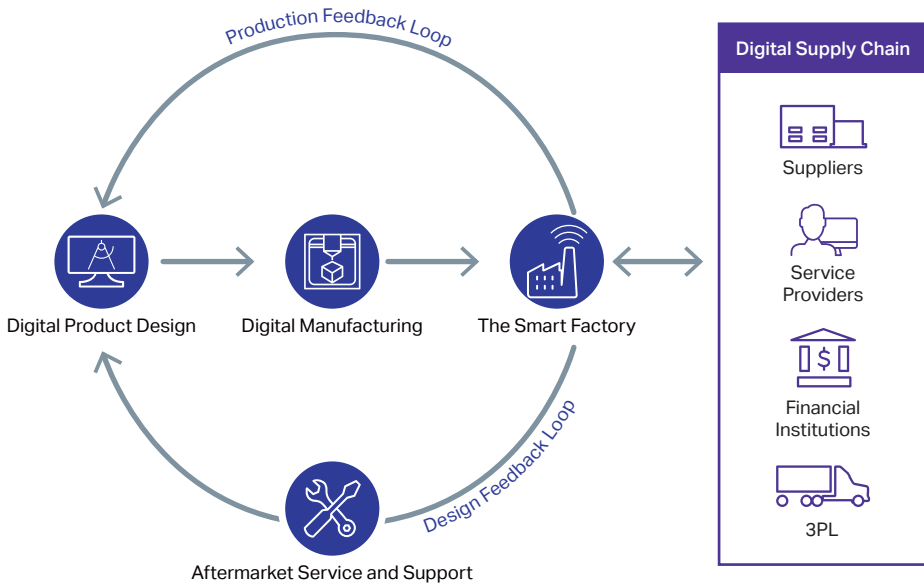 Production Feedback Loop
Digital Supply Chain
Suppliers
Service
Providers
Financial
Institutions
3PL
Digital Product Design
Digital Manufacturing
The Smart Factory
Design Feedback Loop
Aftermarket Service and Support
$